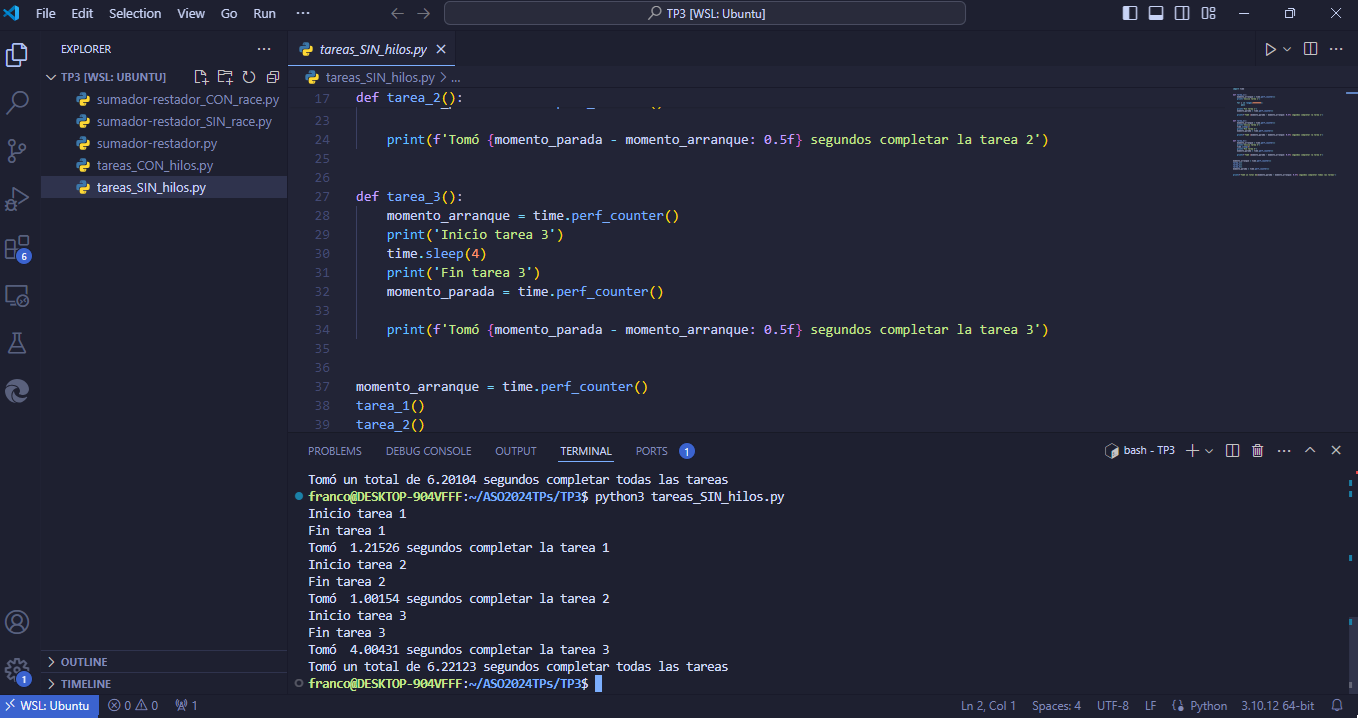 File Edit Selection View Go Run ···
TP3 [WSL: Ubuntu]
EXPLORER
TP3 [WSL: UBUNTU]
sumador-restador_CON_race.py
sumador-restador_SIN_race.py
sumador-restador.py
tareas_CON_hilos.py
tareas_SIN_hilos.py
6
OUTLINE
TIMELINE
1
tareas_SIN_hilos.py
tareas_SIN_hilos.py > ...
17 def tarea_2():
23
24 print(f'Tomó {momento_parada - momento_arranque: 0.5f} segundos completar la tarea 2')
25
26
27 def tarea_3():
28 momento_arranque = time.perf_counter()
29 print('Inicio tarea 3')
30 time.sleep(4)
31 print('Fin tarea 3')
32 momento_parada = time.perf_counter()
33
34 print(f'Tomó {momento_parada - momento_arranque: 0.5f} segundos completar la tarea 3')
35
36
37 momento_arranque = time.perf_counter()
38 tarea_1()
39 tarea_2()
PROBLEMS DEBUG CONSOLE OUTPUT TERMINAL PORTS 1
bash - TP3
Tomó un total de 6.20104 segundos completar todas las tareas
franco@DESKTOP-904VFFF:~/ASO2024TPs/TP3$ python3 tareas_SIN_hilos.py
Inicio tarea 1
Fin tarea 1
Tomó  1.21526 segundos completar la tarea 1
Inicio tarea 2
Fin tarea 2
Tomó  1.00154 segundos completar la tarea 2
Inicio tarea 3
Fin tarea 3
Tomó  4.00431 segundos completar la tarea 3
Tomó un total de 6.22123 segundos completar todas las tareas
franco@DESKTOP-904VFFF:~/ASO2024TPs/TP3$
WSL: Ubuntu 0 0 1
Ln 2, Col 1 Spaces: 4 UTF-8 LF Python 3.10.12 64-bit